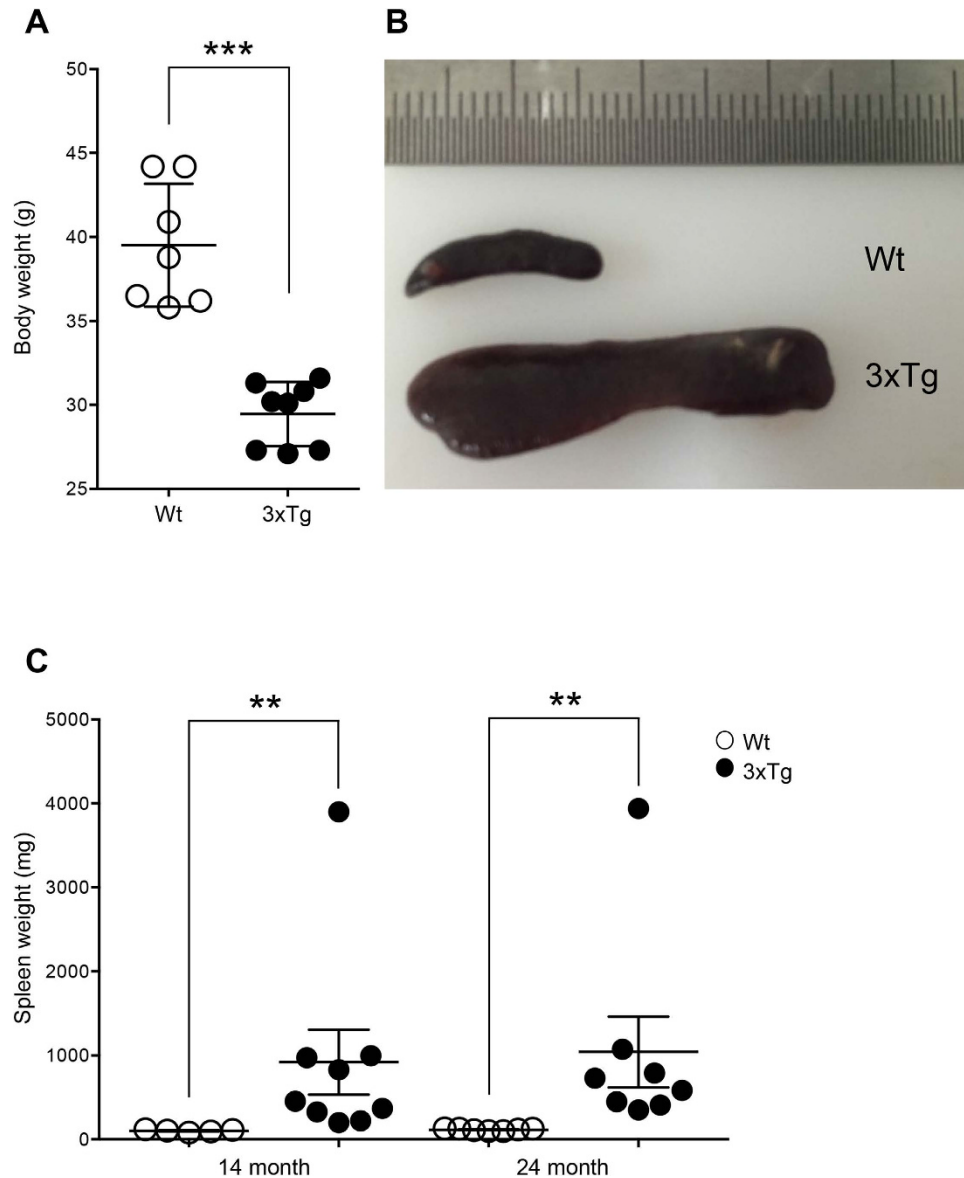 A
B
***
50
45
40
35
30
25
Body weight (g)
Wt
3xTg
Wt
3xTg
C
**
**
5000
4000
3000
2000
1000
0
Spleen weight (mg)
Wt
3xTg
14 month
24 month